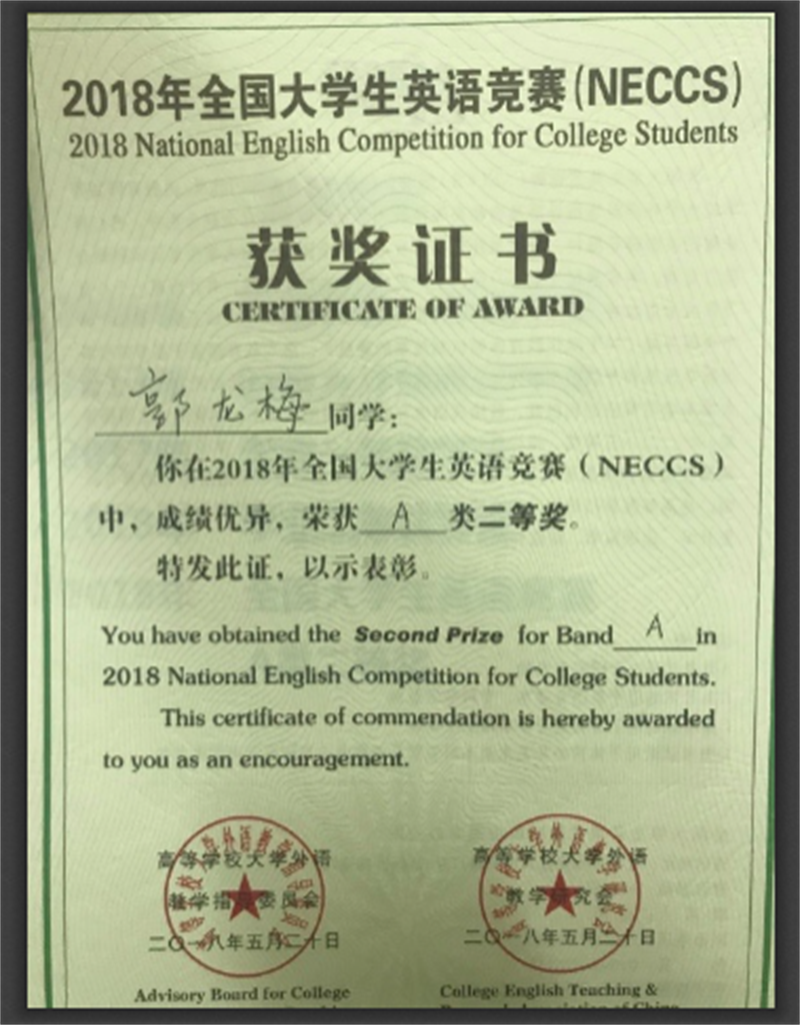 2018年全国大学生英语竞赛(NECCS)
2018 National English Competition for College Students
获奖证书
CERTIFICATE OF AWARD
郭龙梅同学：
你在2018年全国大学生英语竞赛（NECCS）
中，成绩优异，荣获 A 类二等奖。
特发此证，以示表彰。
You have obtained the Second Prize for Band A in
2018 National English Competition for College Students.
This certificate of commendation is hereby awarded
to you as an encouragement.
高等学校大学外语
教学指导委员会
二〇一八年五月二十日
Advisory Board for College
高等学校大学外语
教学研究会
二〇一八年五月二十日
College English Teaching &